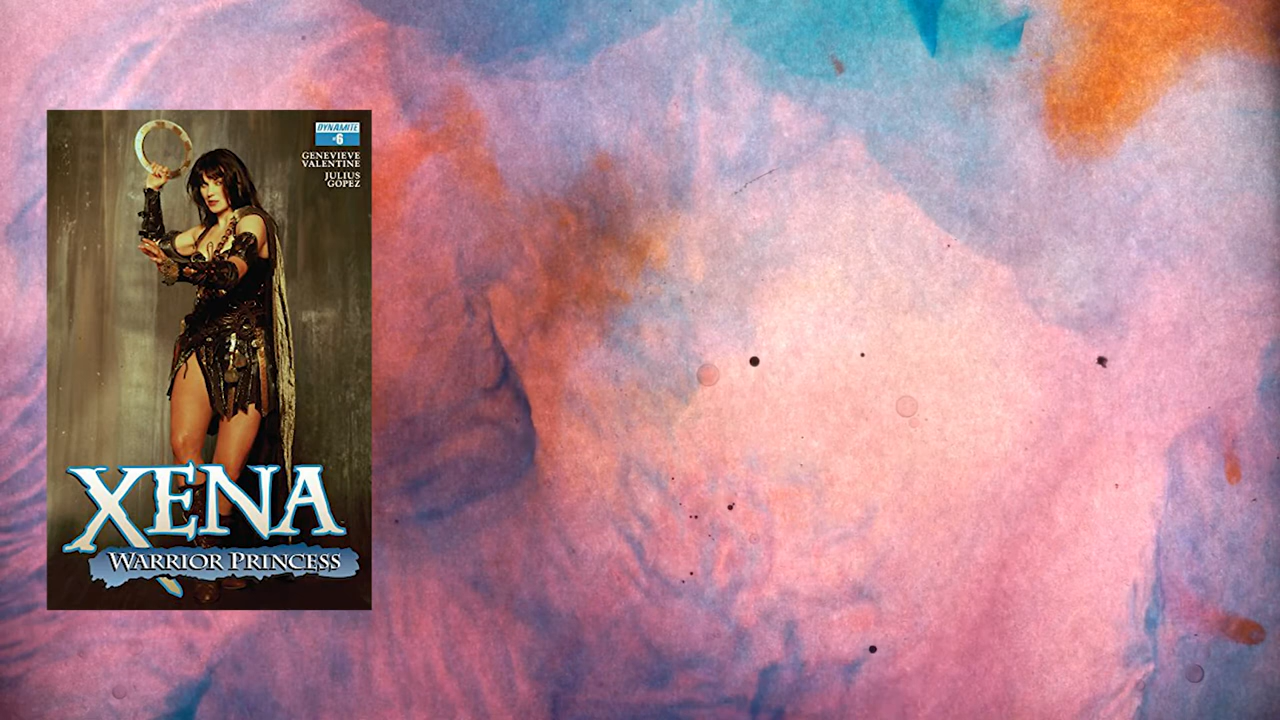 DYNAMITE
#6
GENEVIEVE
VALENTINE
JULIUS
GOPEZ
XENA
WARRIOR PRINCESS